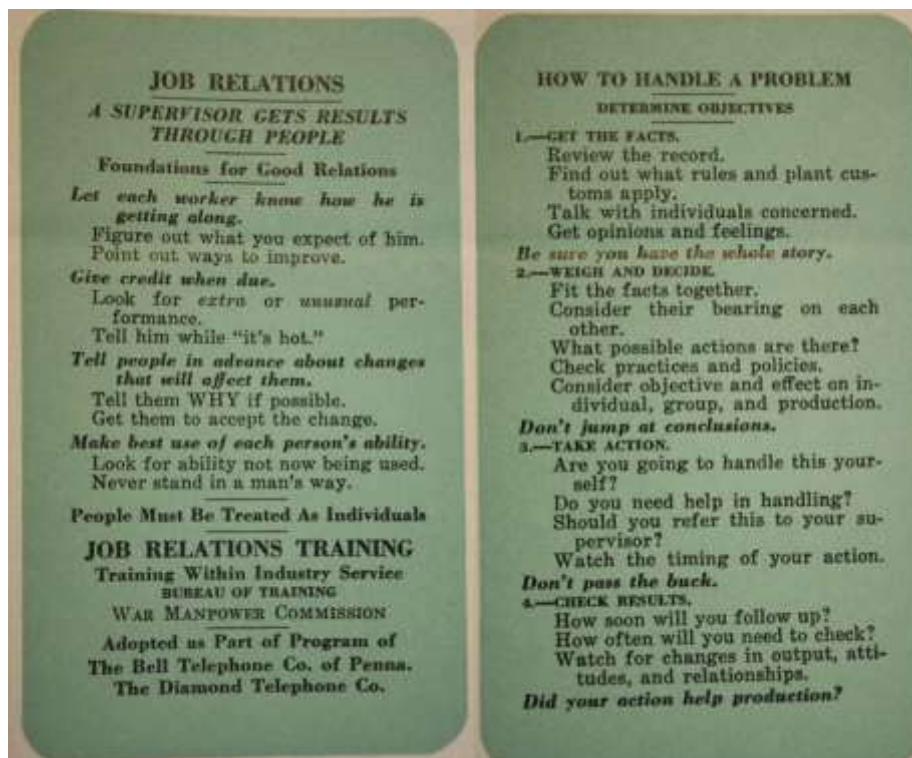 JOB RELATIONS
A SUPERVISOR GETS RESULTS
THROUGH PEOPLE
Foundations for Good Relations
Let each worker know how he is
getting along.
Figure out what you expect of him.
Point out ways to improve.
Give credit when due.
Look for extra or unusual per-
formance.
Tell him while "it's hot."
Tell people in advance about changes
that will affect them.
Tell them WHY if possible.
Get them to accept the change.
Make best use of each person's ability.
Look for ability not now being used.
Never stand in a man's way.
People Must Be Treated As Individuals
JOB RELATIONS TRAINING
Training Within Industry Service
BUREAU OF TRAINING
WAR MANPOWER COMMISSION
Adopted as Part of Program of
The Bell Telephone Co. of Penna.
The Diamond Telephone Co.
HOW TO HANDLE A PROBLEM
DETERMINE OBJECTIVES
1.—GET THE FACTS.
Review the record.
Find out what rules and plant cus-
toms apply.
Talk with individuals concerned.
Get opinions and feelings.
Be sure you have the whole story.
2.—WEIGH AND DECIDE.
Fit the facts together.
Consider their bearing on each
other.
What possible actions are there?
Check practices and policies.
Consider objective and effect on in-
dividual, group, and production.
Don't jump at conclusions.
3.—TAKE ACTION.
Are you going to handle this your-
self?
Do you need help in handling?
Should you refer this to your su-
pervisor?
Watch the timing of your action.
Don't pass the buck.
4.—CHECK RESULTS.
How soon will you follow up?
How often will you need to check?
Watch for changes in output, atti-
tudes, and relationships.
Did your action help production?